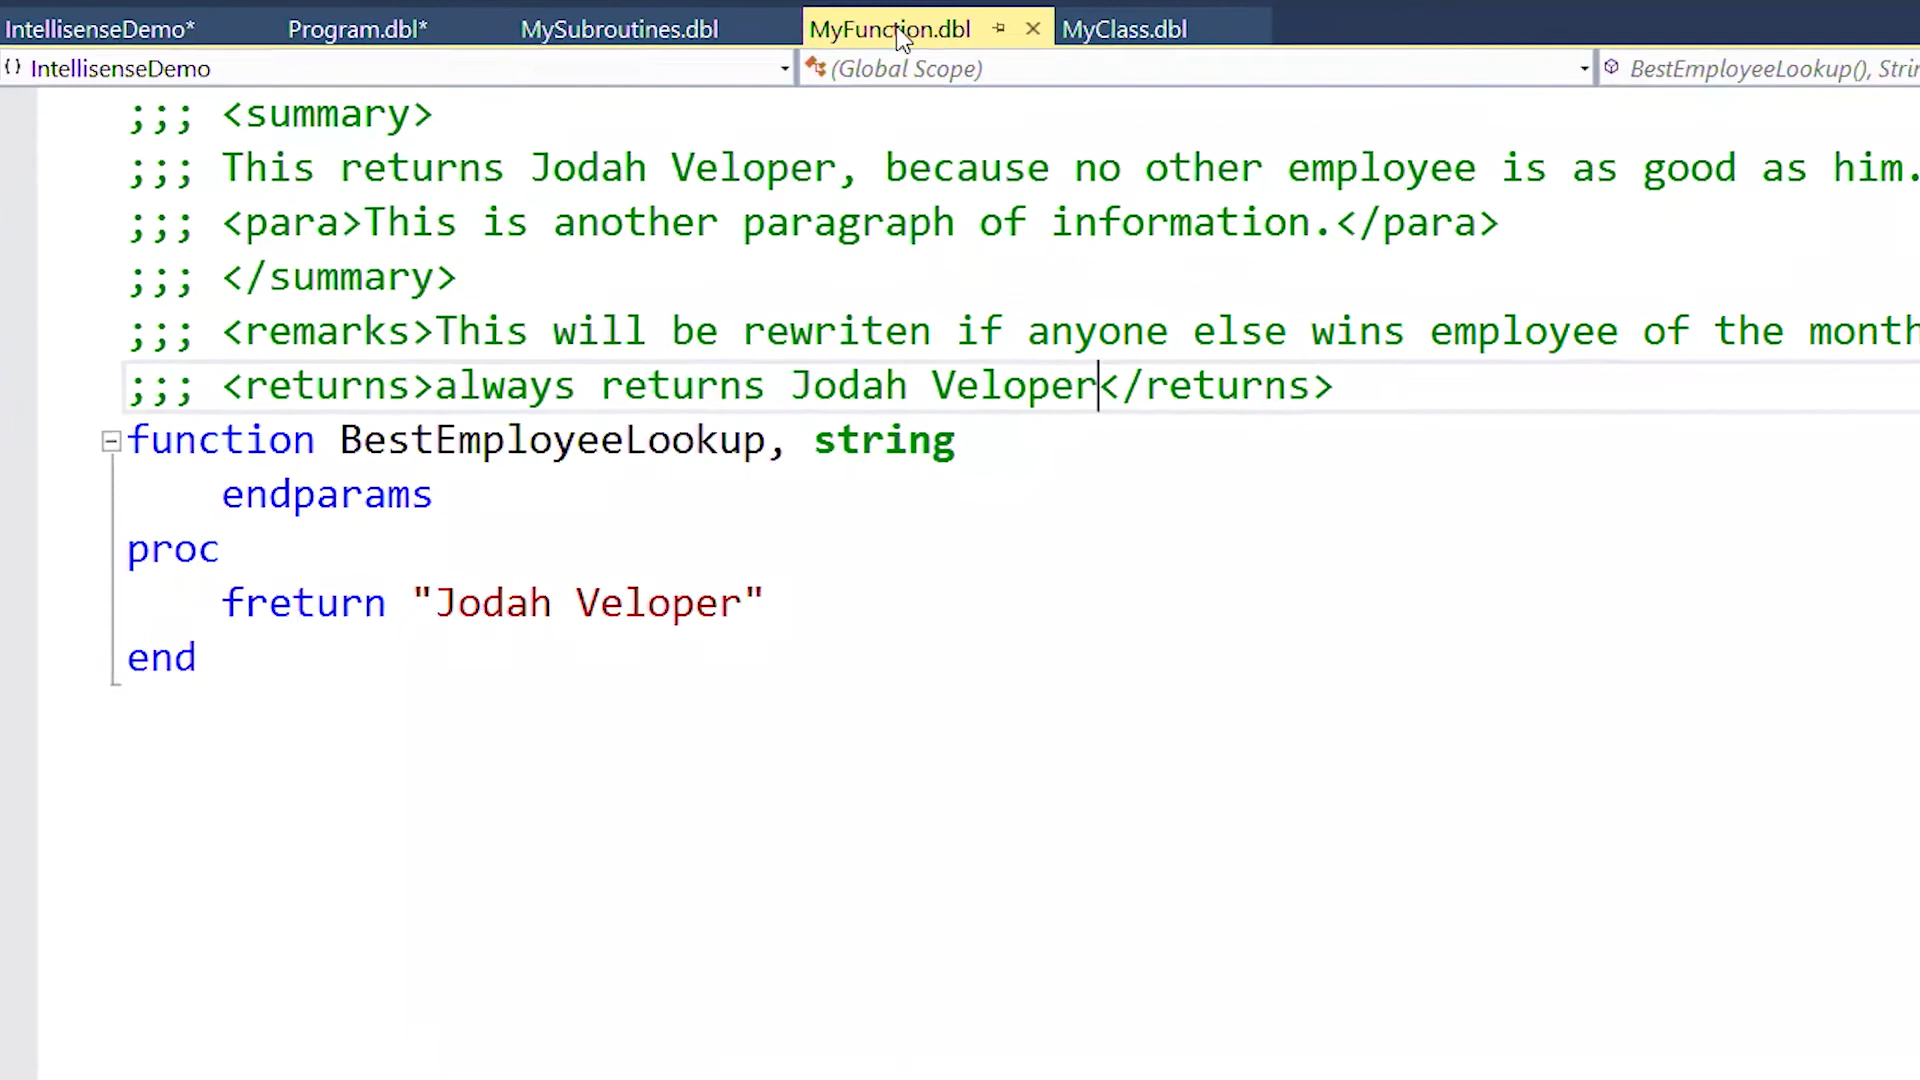 IntellisenseDemo* Program.dbl* MySubroutines.dbl MyFunction.dbl MyClass.dbl
IntellisenseDemo (Global Scope) BestEmployeeLookup(), Strin
;;; <summary>
;;; This returns Jodah Veloper, because no other employee is as good as him.
;;; <para>This is another paragraph of information.</para>
;;; </summary>
;;; <remarks>This will be rewriten if anyone else wins employee of the month
;;; <returns>always returns Jodah Veloper</returns>
function BestEmployeeLookup, string
endparams
proc
freturn "Jodah Veloper"
end